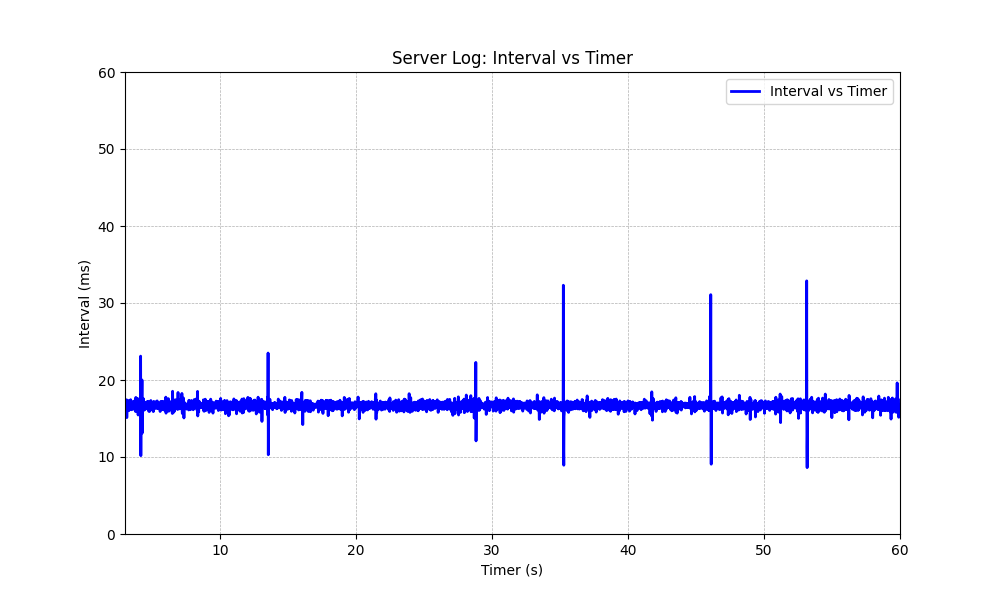 Server Log: Interval vs Timer
Interval vs Timer
60
50
40
30
20
10
0
Interval (ms)
10 20 30 40 50 60
Timer (s)